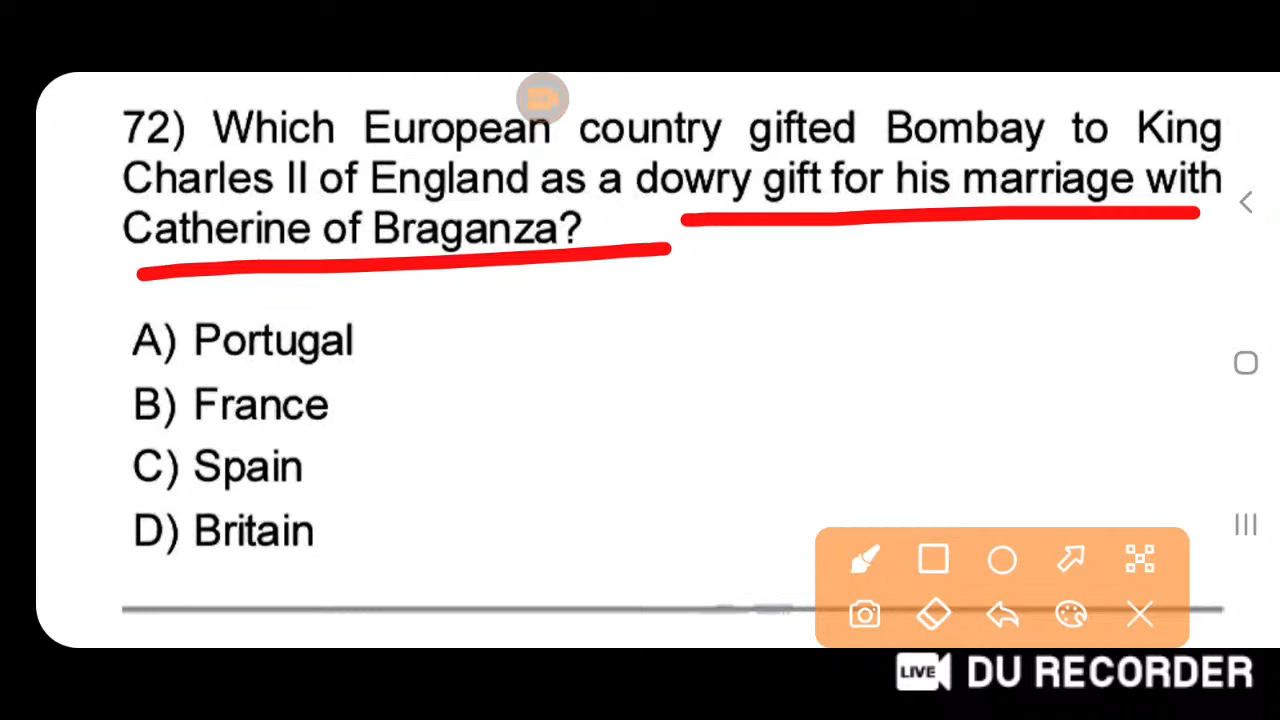 72) Which European country gifted Bombay to King
Charles II of England as a dowry gift for his marriage with
Catherine of Braganza?
A) Portugal
B) France
C) Spain
D) Britain
LIVE DU RECORDER